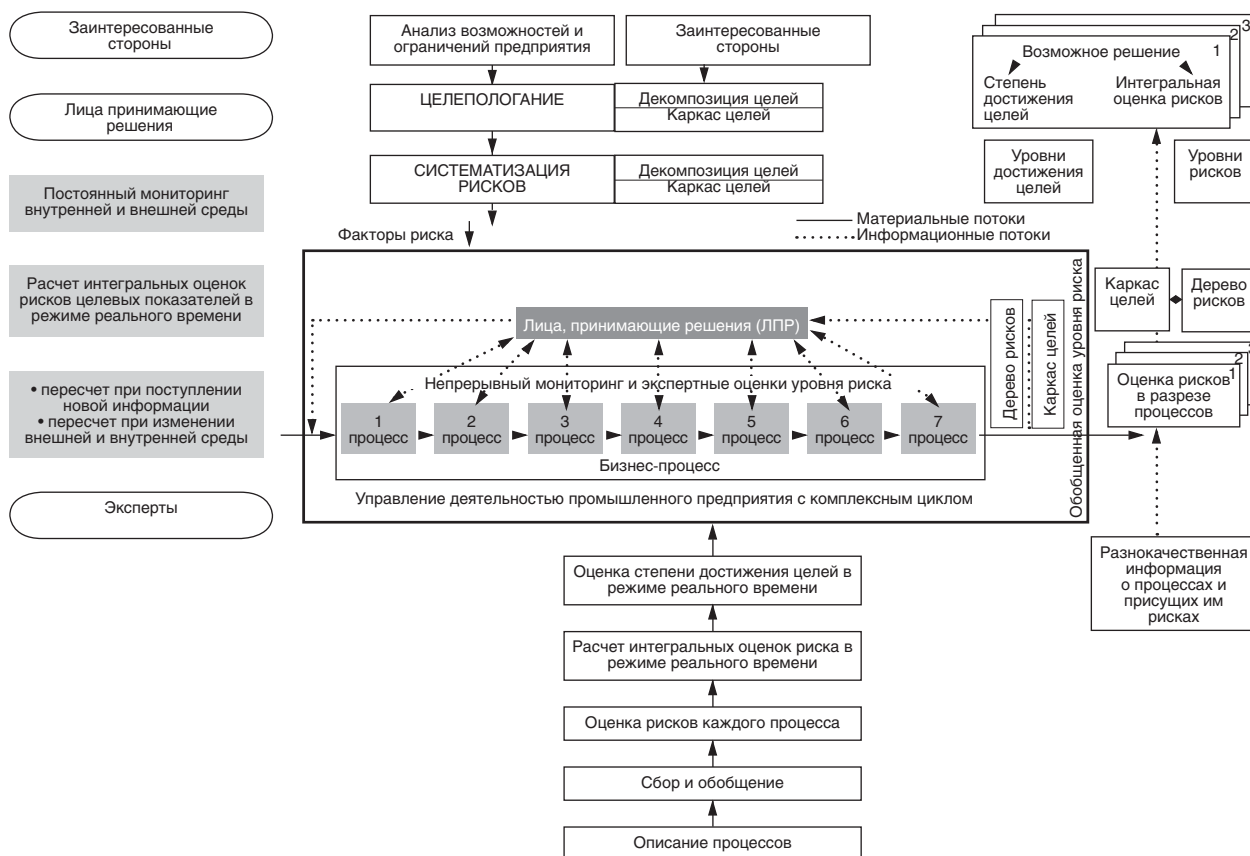 Заинтересованные
стороны
Лица принимающие
решения
Постоянный мониторинг
внутренней и внешней среды
Расчет интегральных оценок
рисков целевых показателей в
режиме реального времени
• пересчет при поступлении
новой информации
• пересчет при изменении
внешней и внутренней среды
Эксперты
Анализ возможностей и
ограничений предприятия
Заинтересованные
стороны
ЦЕЛЕПОЛОГАНИЕ
Декомпозиция целей
Каркас целей
СИСТЕМАТИЗАЦИЯ
РИСКОВ
Декомпозиция целей
Каркас целей
Факторы риска
Материальные потоки
Информационные потоки
Лица, принимающие решения (ЛПР)
Непрерывный мониторинг и экспертные оценки уровня риска
1
процесс
2
процесс
3
процесс
4
процесс
5
процесс
6
процесс
7
процесс
Бизнес-процесс
Управление деятельностью промышленного предприятия с комплексным циклом
Дерево рисков
Каркас целей
Обобщенная оценка уровня риска
Оценка степени достижения целей в
режиме реального времени
Расчет интегральных оценок риска в
режиме реального времени
Оценка рисков каждого процесса
Сбор и обобщение
Описание процессов
3
2
Возможное решение 1
Степень
достижения
целей
Интегральная
оценка рисков
Уровни
достижения
целей
Уровни
рисков
Каркас
целей
Дерево
рисков
2
1
Оценка рисков
в разрезе
процессов
Разнокачественная
информация
о процессах и
присущих им
рисках